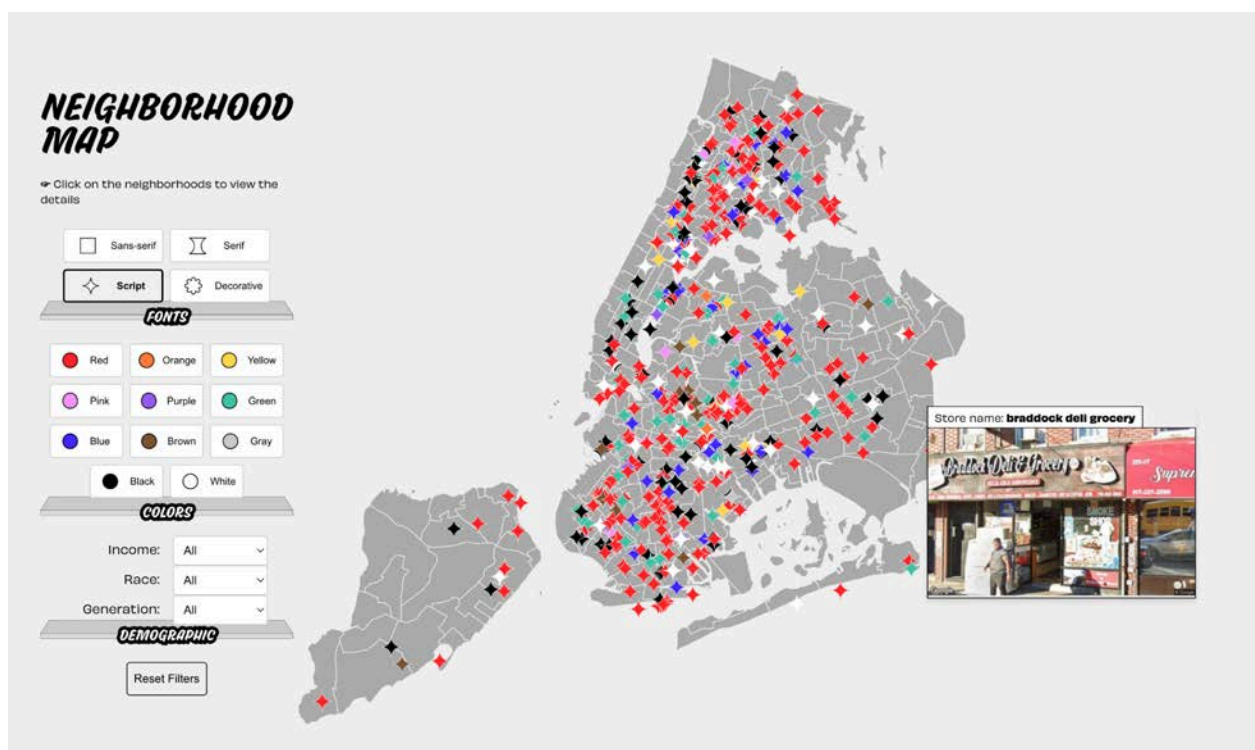 NEIGHBORHOOD
MAP
☛ Click on the neighborhoods to view the
details
Sans-serif
Serif
Script
Decorative
FONTS
Red
Orange
Yellow
Pink
Purple
Green
Blue
Brown
Gray
Black
White
COLORS
Income: All
Race: All
Generation: All
DEMOGRAPHIC
Reset Filters
Store name: braddock deli grocery
Braddock Deli & Grocery
SMOKE
SHOP